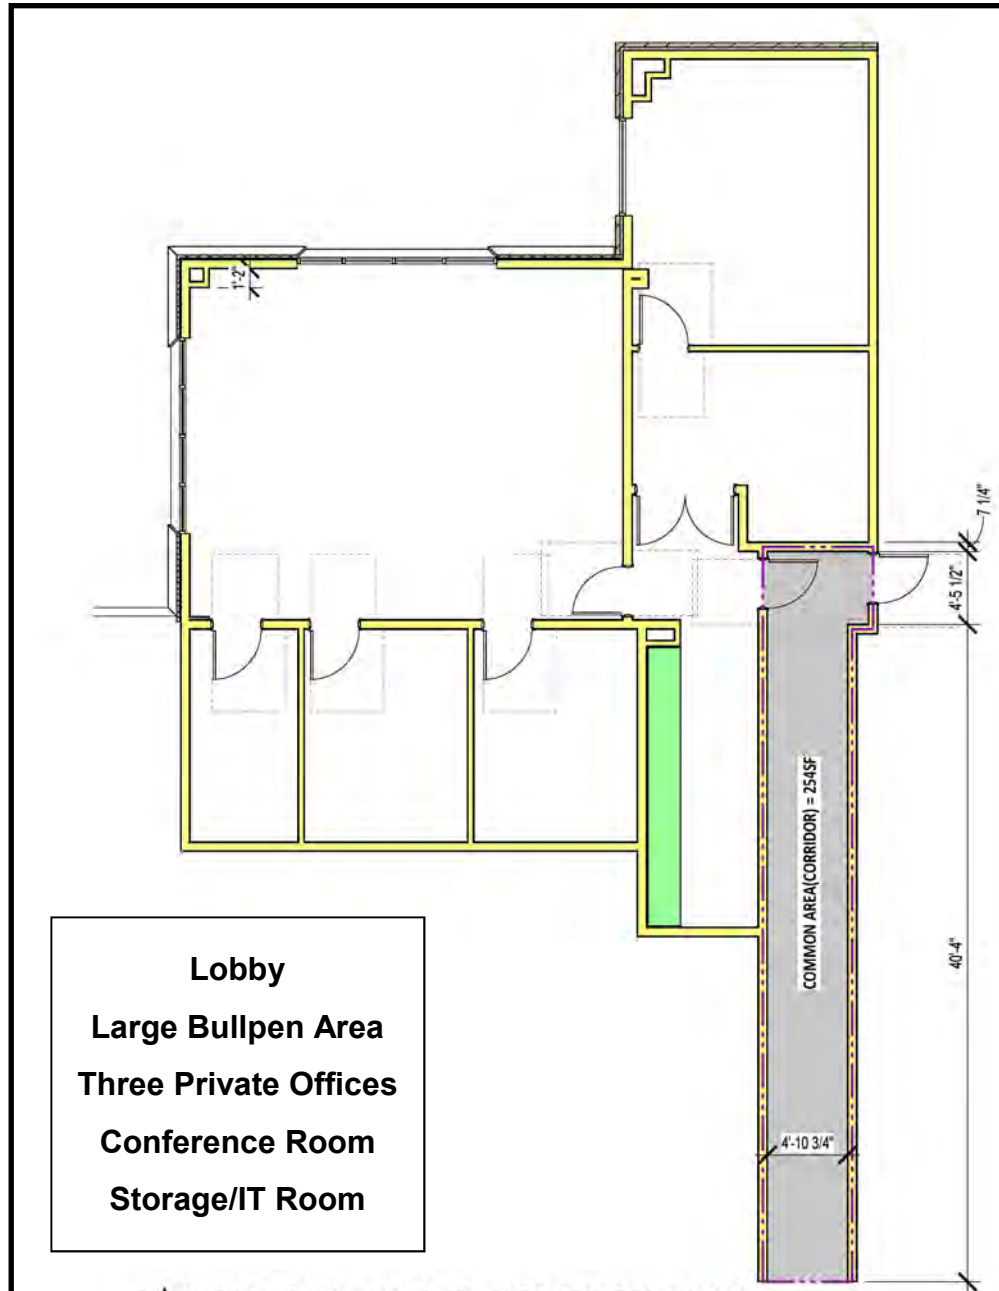 1'-2"
7 1/4"
4'-5 1/2"
COMMON AREA(CORRIDOR) = 254SF
40'-4"
4'-10 3/4"
Lobby
Large Bullpen Area
Three Private Offices
Conference Room
Storage/IT Room